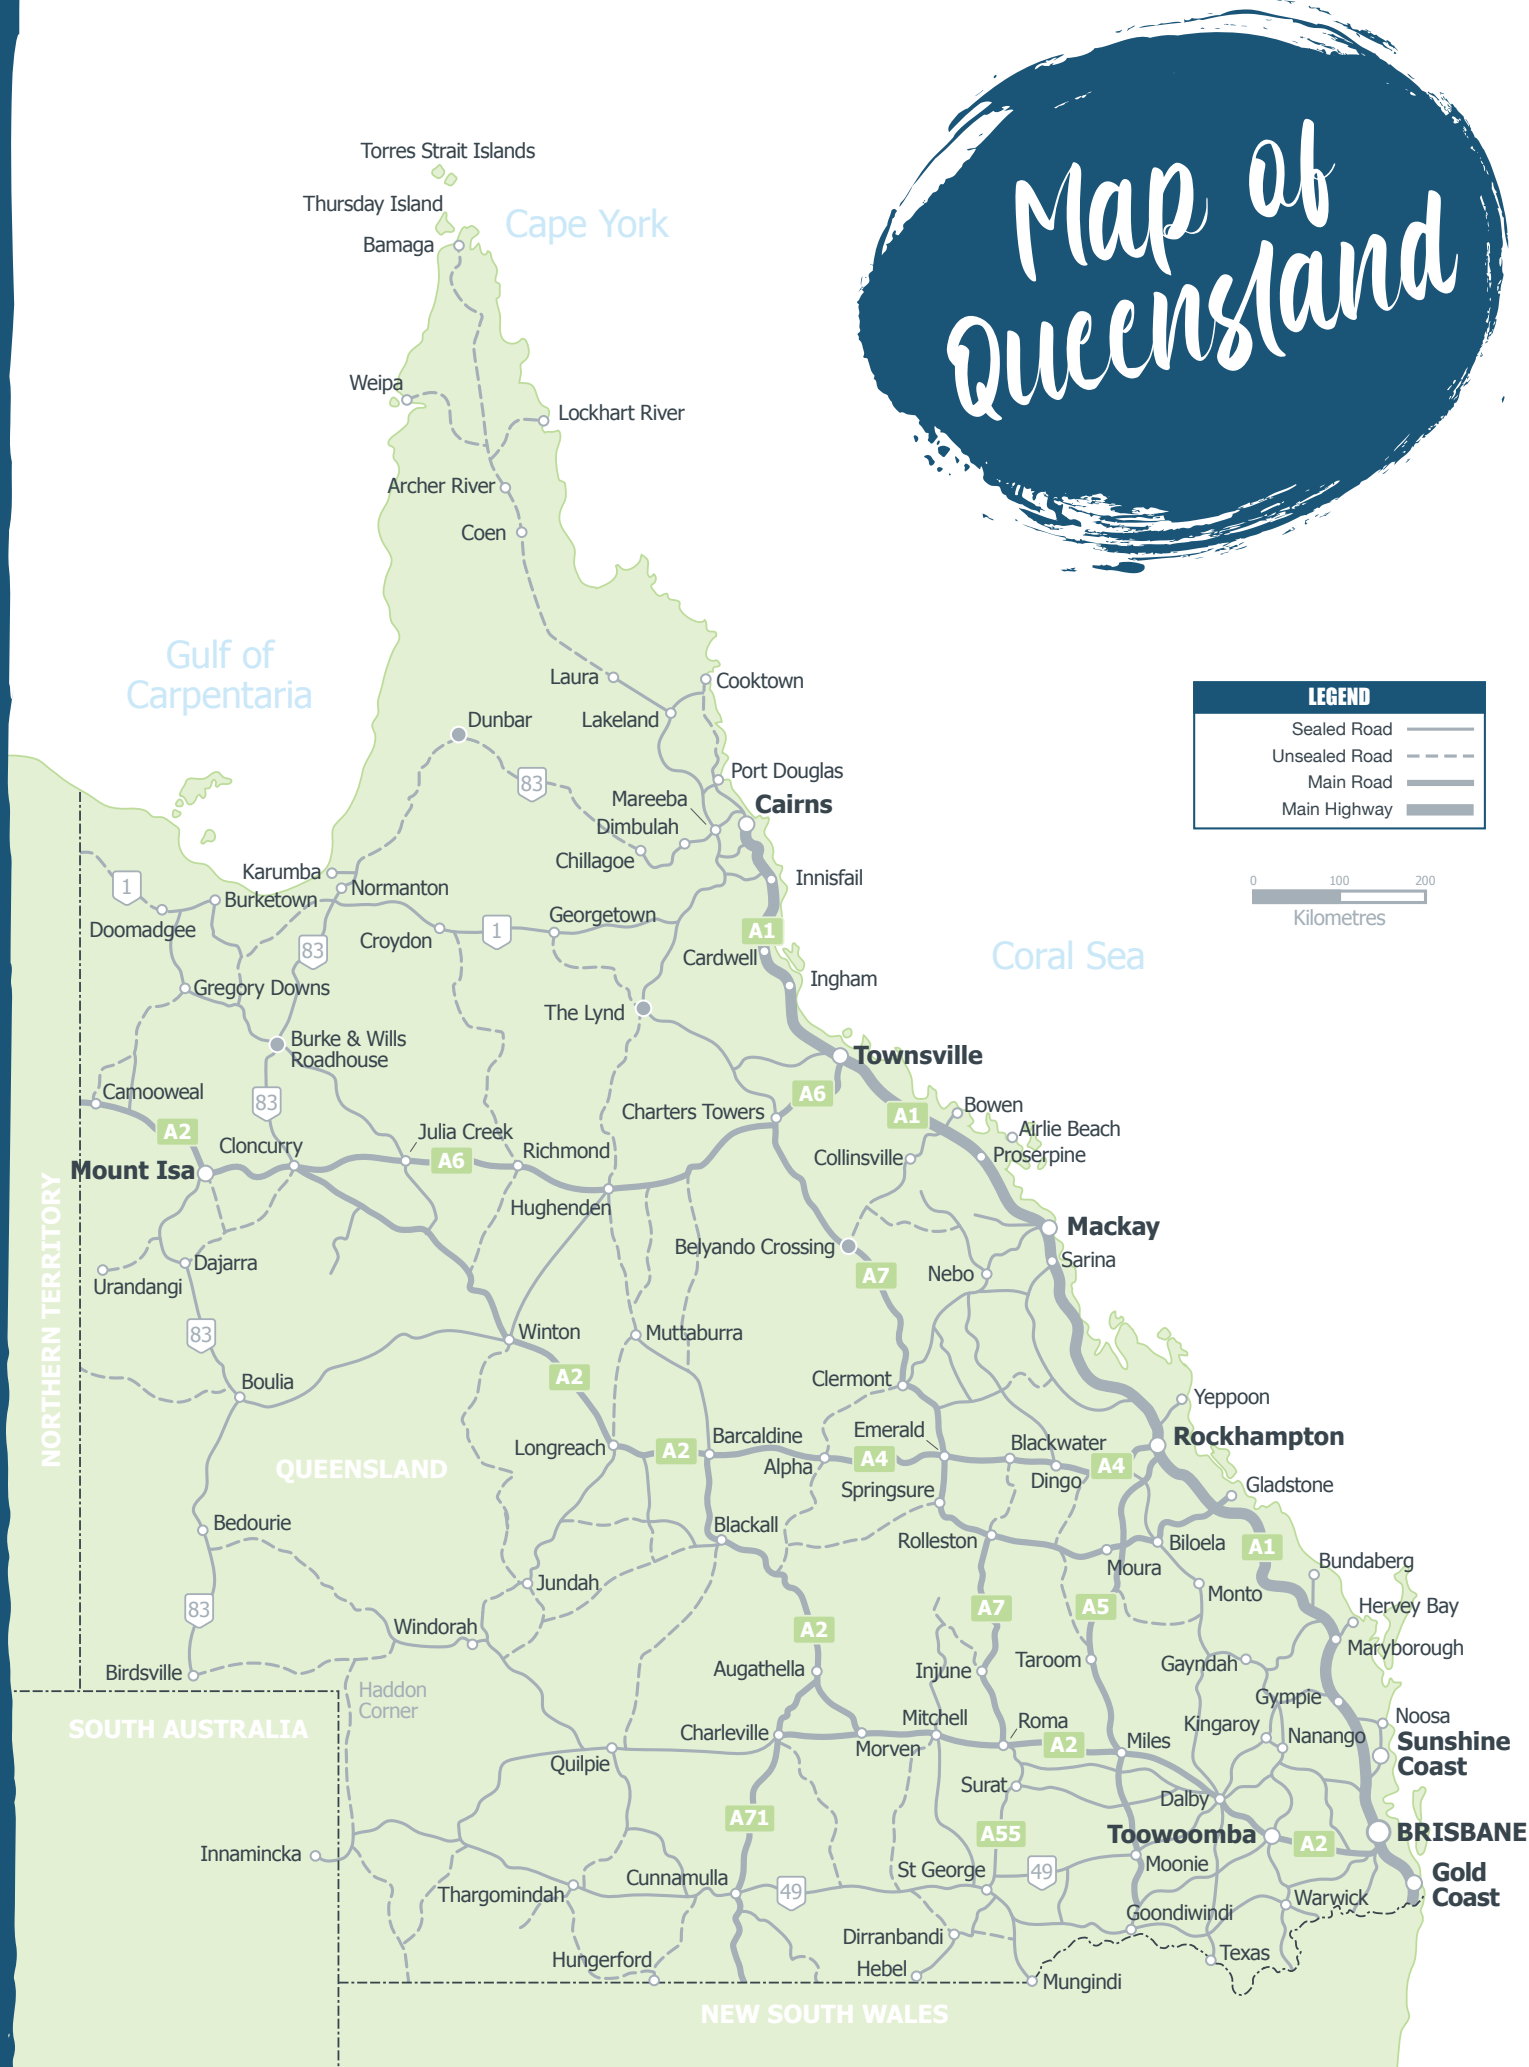 Map of
Queensland
Torres Strait Islands
Thursday Island
Cape York
Bamaga
Weipa
Lockhart River
Archer River
Coen
Gulf of
Carpentaria
Laura
Cooktown
Lakeland
Dunbar
83
Port Douglas
Mareeba
Cairns
Dimbulah
Chillagoe
LEGEND
Sealed Road
Unsealed Road
Main Road
Main Highway
0 100 200
Kilometres
Karumba
Innisfail
1
Normanton
Burketown
Doomadgee
Georgetown
1
A1
Croydon
83
Cardwell
Coral Sea
Ingham
Gregory Downs
The Lynd
Burke & Wills
Roadhouse
Townsville
Camooweal
83
A6
Charters Towers
A1
Bowen
A2
Julia Creek
Airlie Beach
Cloncurry
A6
Richmond
Collinsville
Proserpine
Mount Isa
Hughenden
Mackay
Belyando Crossing
Dajarra
Sarina
Urandangi
A7
Nebo
NORTHERN TERRITORY
83
Winton
Muttaburra
A2
Clermont
Boulia
Yeppoon
Emerald
Barcaldine
Rockhampton
Longreach
A2
Blackwater
A4
Alpha
A4
QUEENSLAND
Dingo
Gladstone
Springsure
Bedourie
Blackall
Rolleston
Biloela
A1
Bundaberg
Moura
Jundah
Monto
83
A7
A5
Hervey Bay
Windorah
A2
Maryborough
Birdsville
Augathella
Injune
Taroom
Gayndah
Haddon
Corner
Gympie
SOUTH AUSTRALIA
Charleville
Mitchell
Roma
Kingaroy
Noosa
Morven
A2
Miles
Nanango
Sunshine
Coast
Quilpie
Surat
Dalby
A71
A55
Toowoomba
A2
BRISBANE
Innamincka
Moonie
St George
49
Gold
Coast
Cunnamulla
49
Thargomindah
Warwick
Goondiwindi
Dirranbandi
Hungerford
Texas
Hebel
Mungindi
NEW SOUTH WALES